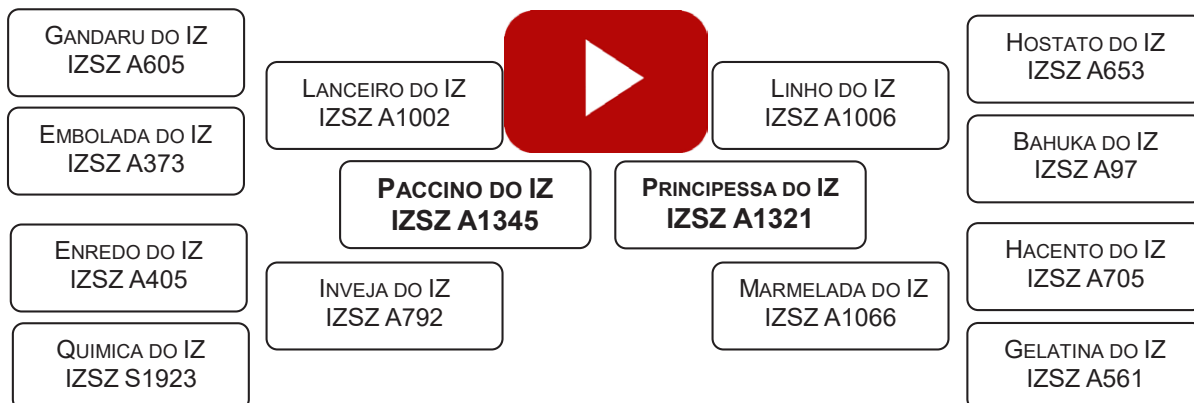 GANDARU DO IZ
IZSZ A605
EMBOLADA DO IZ
IZSZ A373
ENREDO DO IZ
IZSZ A405
QUIMICA DO IZ
IZSZ S1923
LANCEIRO DO IZ
IZSZ A1002
INVEJA DO IZ
IZSZ A792
PACCINO DO IZ
IZSZ A1345
PRINCIPESSA DO IZ
IZSZ A1321
LINHO DO IZ
IZSZ A1006
MARMELADA DO IZ
IZSZ A1066
HOSTATO DO IZ
IZSZ A653
BAHUKA DO IZ
IZSZ A97
HACENTO DO IZ
IZSZ A705
GELATINA DO IZ
IZSZ A561